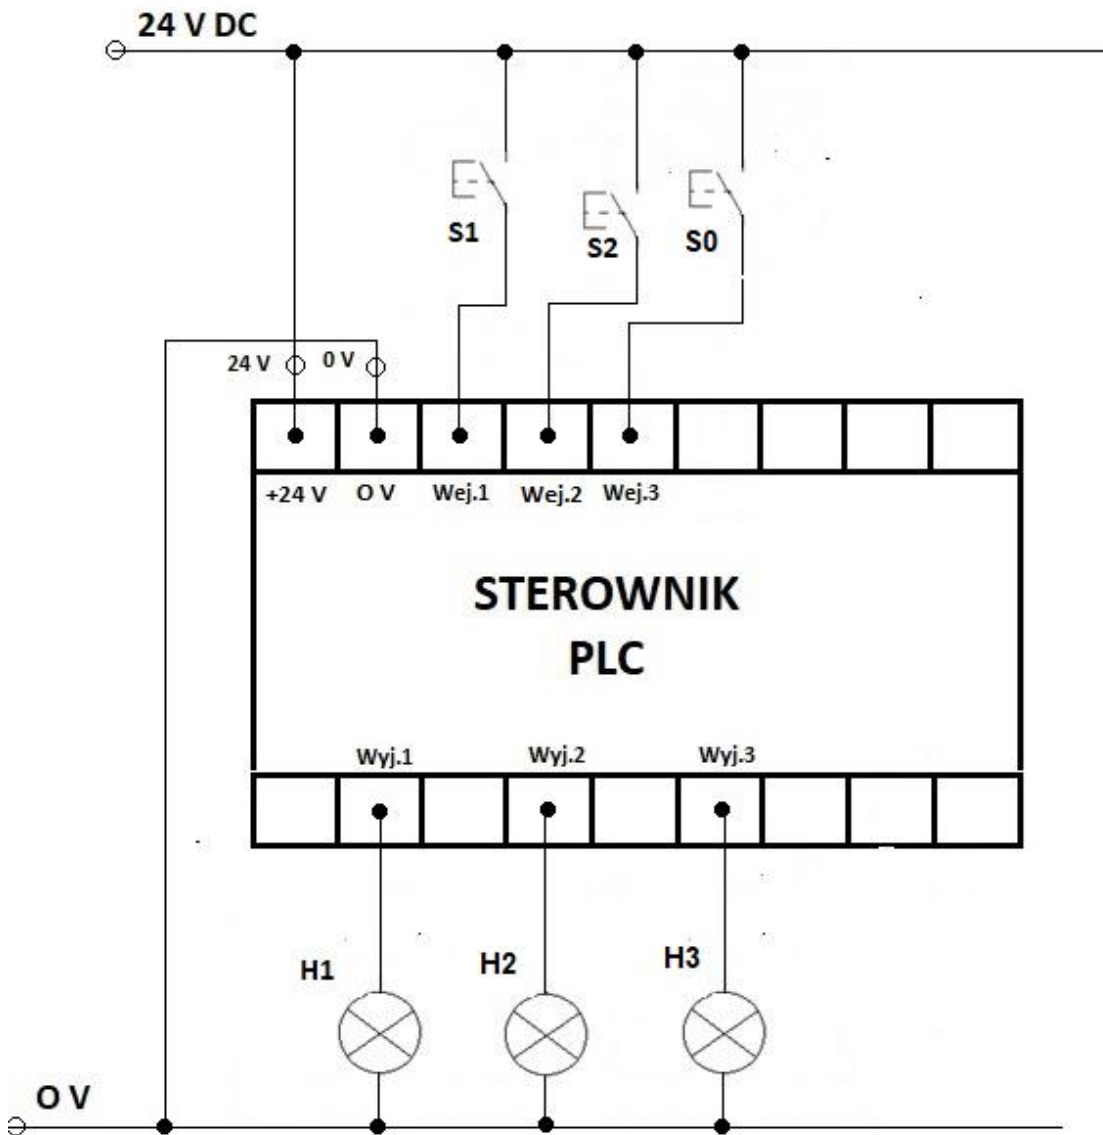 24 V DC
S1
S2
S0
24 V
0 V
+24 V
O V
Wej.1
Wej.2
Wej.3
STEROWNIK
PLC
Wyj.1
Wyj.2
Wyj.3
H1
H2
H3
O V